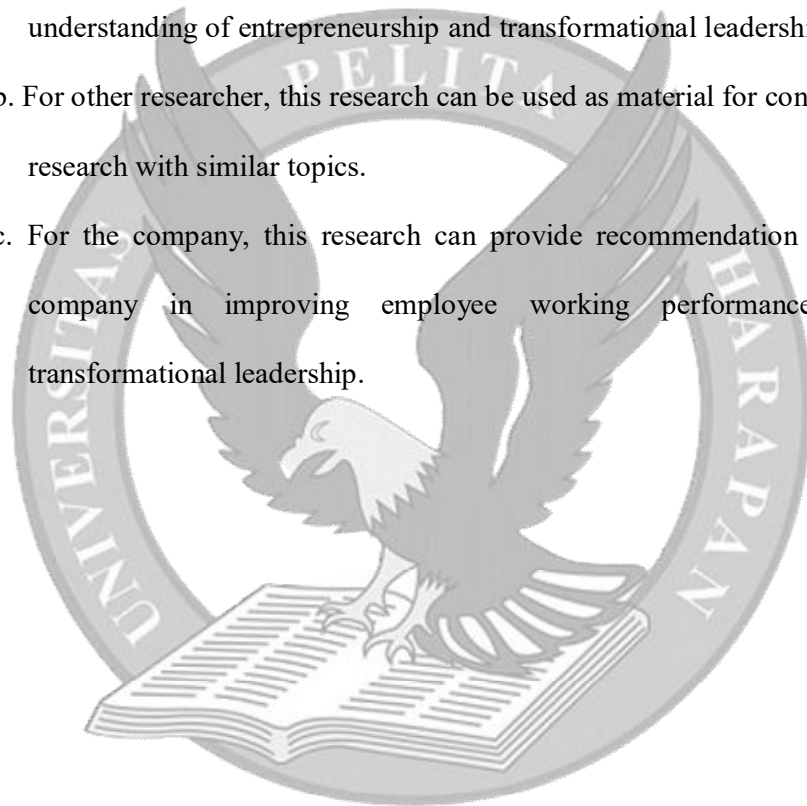 understanding of entrepreneurship and transformational
b. For other researcher, this research can be used as material for
research with similar topics.
c. For the company, this research can provide recommendation
company in improving employee working performance
transformational leadership.
UNIVERSITAS PELITA HARAPAN